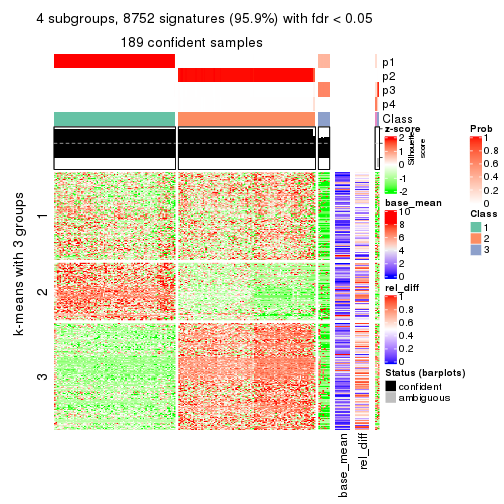 4 subgroups, 8752 signatures (95.9%) with fdr < 0.05
189 confident samples
p1
p2
p3
p4
Class
Silhouette
score
k-means with 3 groups
1
2
3
base_mean
rel_diff
z-score
2
1
0
-1
-2
base_mean
10
8
6
4
2
0
rel_diff
1
0.8
0.6
0.4
0.2
0
Status (barplots)
confident
ambiguous
Prob
1
0.8
0.6
0.4
0.2
0
Class
1
2
3